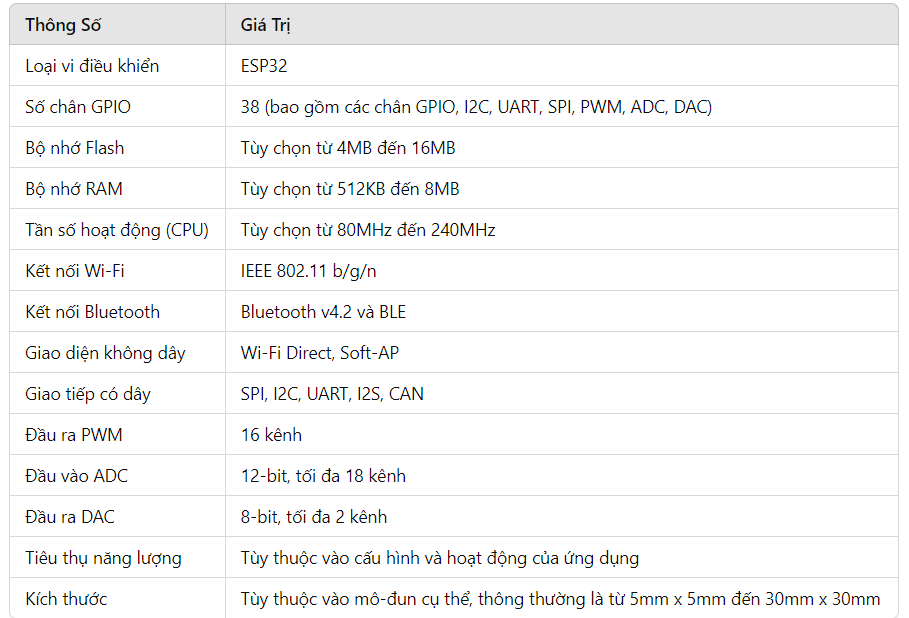 Thông Số Giá Trị
Loại vi điều khiển ESP32
Số chân GPIO 38 (bao gồm các chân GPIO, I2C, UART, SPI, PWM, ADC, DAC)
Bộ nhớ Flash Tùy chọn từ 4MB đến 16MB
Bộ nhớ RAM Tùy chọn từ 512KB đến 8MB
Tần số hoạt động (CPU) Tùy chọn từ 80MHz đến 240MHz
Kết nối Wi-Fi IEEE 802.11 b/g/n
Kết nối Bluetooth Bluetooth v4.2 và BLE
Giao diện không dây Wi-Fi Direct, Soft-AP
Giao tiếp có dây SPI, I2C, UART, I2S, CAN
Đầu ra PWM 16 kênh
Đầu vào ADC 12-bit, tối đa 18 kênh
Đầu ra DAC 8-bit, tối đa 2 kênh
Tiêu thụ năng lượng Tùy thuộc vào cấu hình và hoạt động của ứng dụng
Kích thước Tùy thuộc vào mô-đun cụ thể, thông thường là từ 5mm x 5mm đến 30mm x 30mm